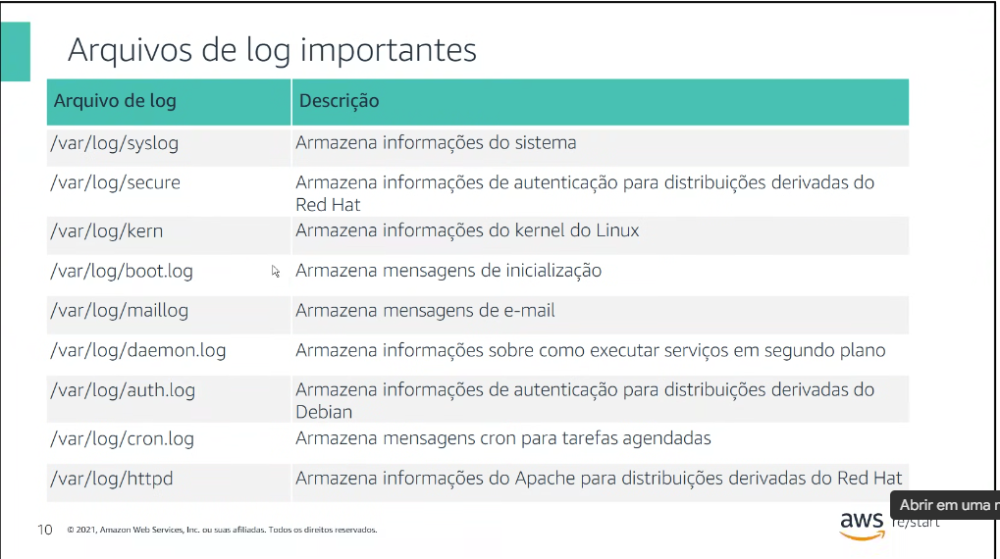 Arquivos de log importantes
Arquivo de log Descrição
/var/log/syslog Armazena informações do sistema
/var/log/secure Armazena informações de autenticação para distribuições derivadas do
Red Hat
/var/log/kern Armazena informações do kernel do Linux
/var/log/boot.log Armazena mensagens de inicialização
/var/log/maillog Armazena mensagens de e-mail
/var/log/daemon.log Armazena informações sobre como executar serviços em segundo plano
/var/log/auth.log Armazena informações de autenticação para distribuições derivadas do
Debian
/var/log/cron.log Armazena mensagens cron para tarefas agendadas
/var/log/httpd Armazena informações do Apache para distribuições derivadas do Red Hat
Abrir em uma
10 © 2021, Amazon Web Services, Inc. ou suas afiliadas. Todos os direitos reservados.
aws re/start